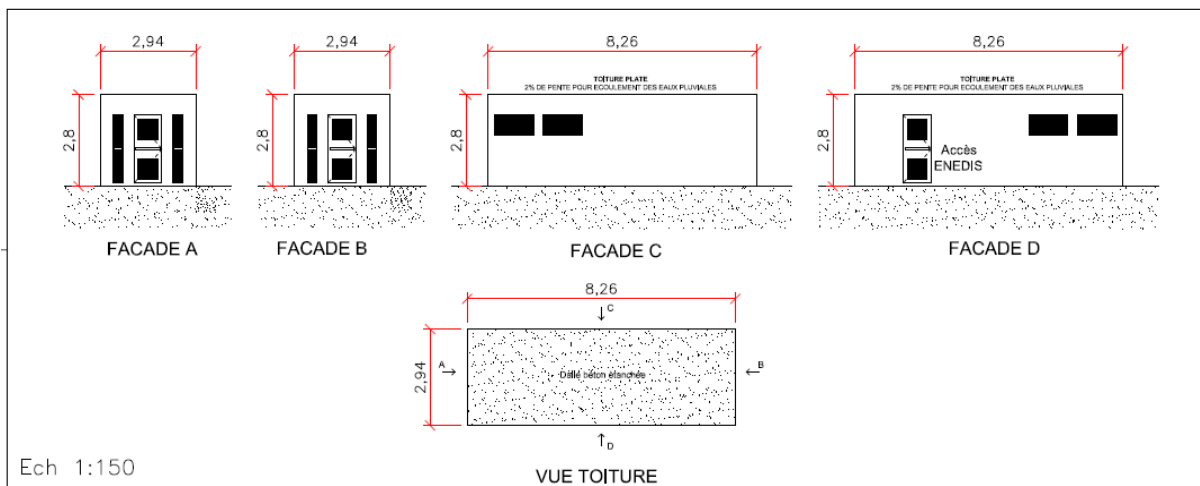 2,94
2,94
8,26
8,26
TOITURE PLATE
2% DE PENTE POUR ECOULEMENT DES EAUX PLUVIALES
TOITURE PLATE
2% DE PENTE POUR ECOULEMENT DES EAUX PLUVIALES
2,8
2,8
2,8
2,8
Accès
ENEDIS
FACADE A
FACADE B
FACADE C
FACADE D
8,26
C
A
2,94
Dalle béton étanchée
B
D
Ech 1:150
VUE TOITURE